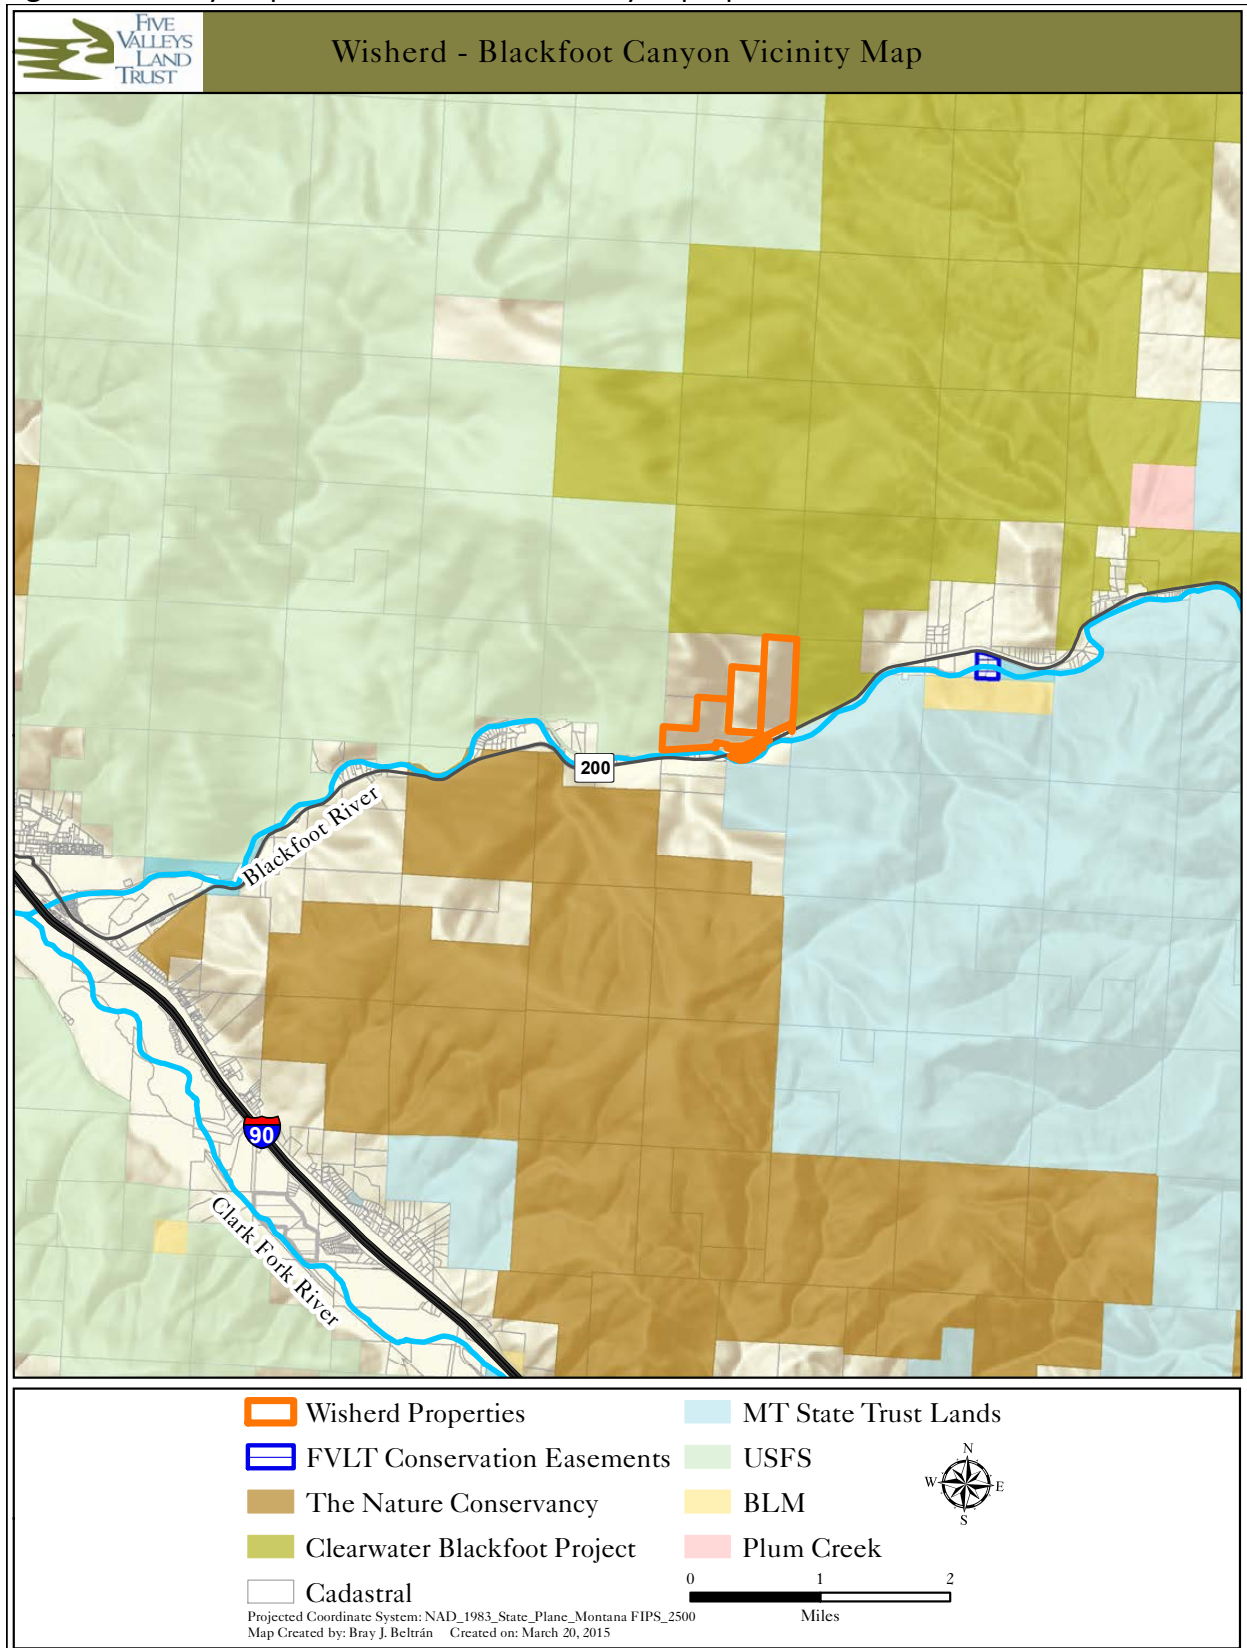 FIVE
VALLEYS
LAND
TRUST
Wisherd - Blackfoot Canyon Vicinity Map
200
Blackfoot River
90
Clark Fork River
Wisherd Properties
FVLT Conservation Easements
The Nature Conservancy
Clearwater Blackfoot Project
Cadastral
MT State Trust Lands
USFS
BLM
Plum Creek
N
W E
S
0 1 2
Miles
Projected Coordinate System: NAD_1983_State_Plane_Montana FIPS_2500
Map Created by: Bray J. Beltrán Created on: March 20, 2015